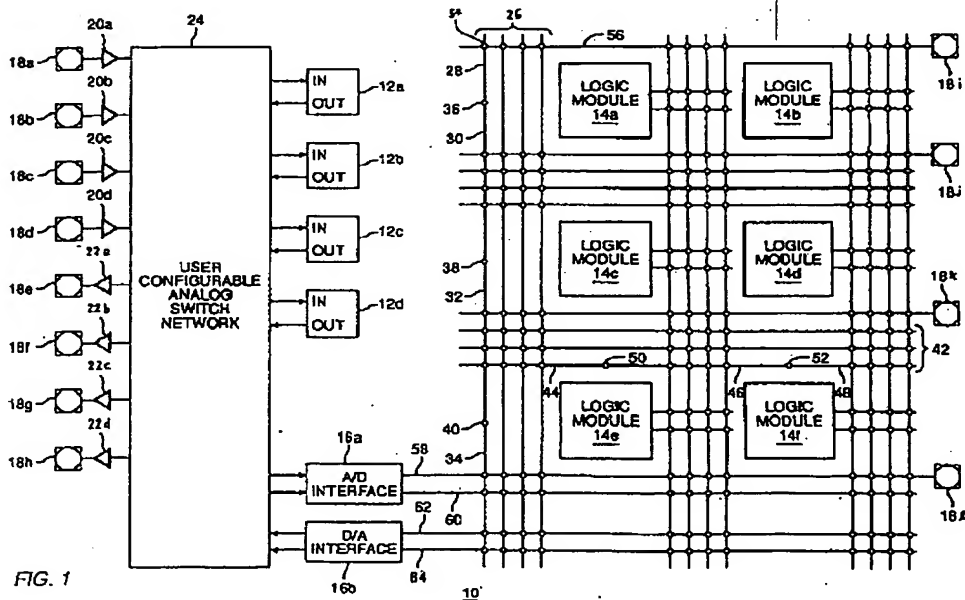 20a
24
54
26
56
18a
18i
28
IN
OUT
12a
LOGIC
MODULE
14a
LOGIC
MODULE
14b
20b
36
18b
30
20c
IN
OUT
12b
18j
18c
20d
IN
OUT
12c
18d
22a
38
LOGIC
MODULE
14c
LOGIC
MODULE
14d
18k
18e
USER
CONFIGURABLE
ANALOG
SWITCH
NETWORK
IN
OUT
12d
32
22b
18f
42
50
52
22c
44
46
48
18g
LOGIC
MODULE
14e
LOGIC
MODULE
14f
22d
40
16a
58
18h
34
A/D
INTERFACE
60
62
D/A
INTERFACE
64
16b
FIG. 1
10